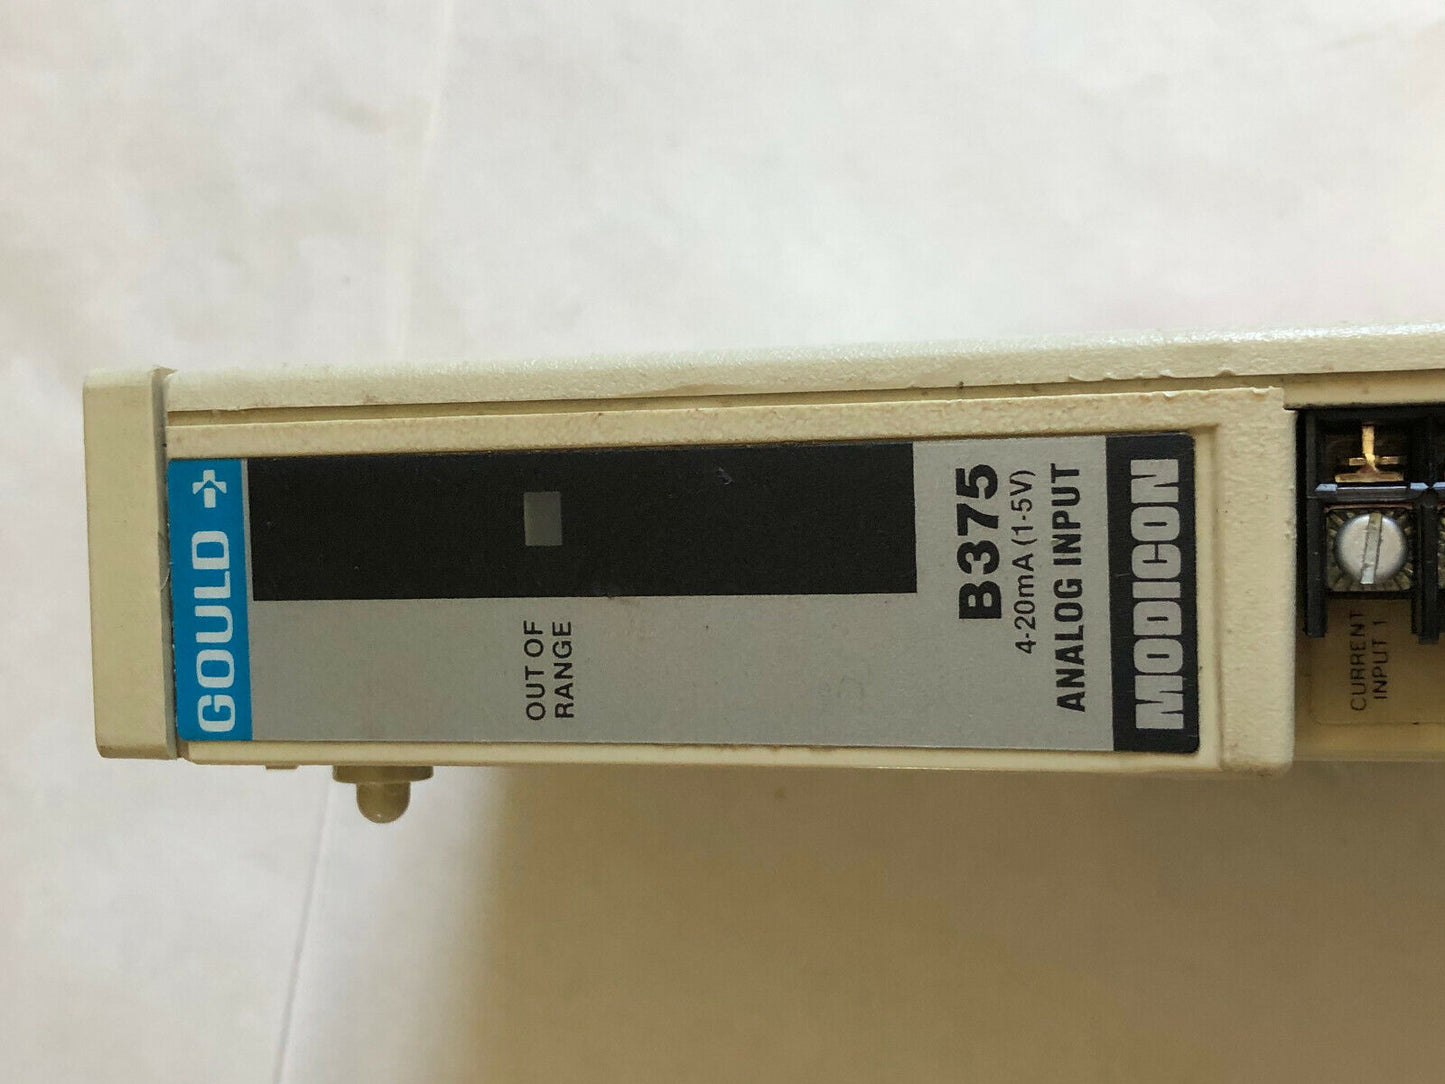 GOULD
OUT OF
RANGE
B375
4-20mA (1-5V)
ANALOG INPUT
MODICON
CURRENT
INPUT 1